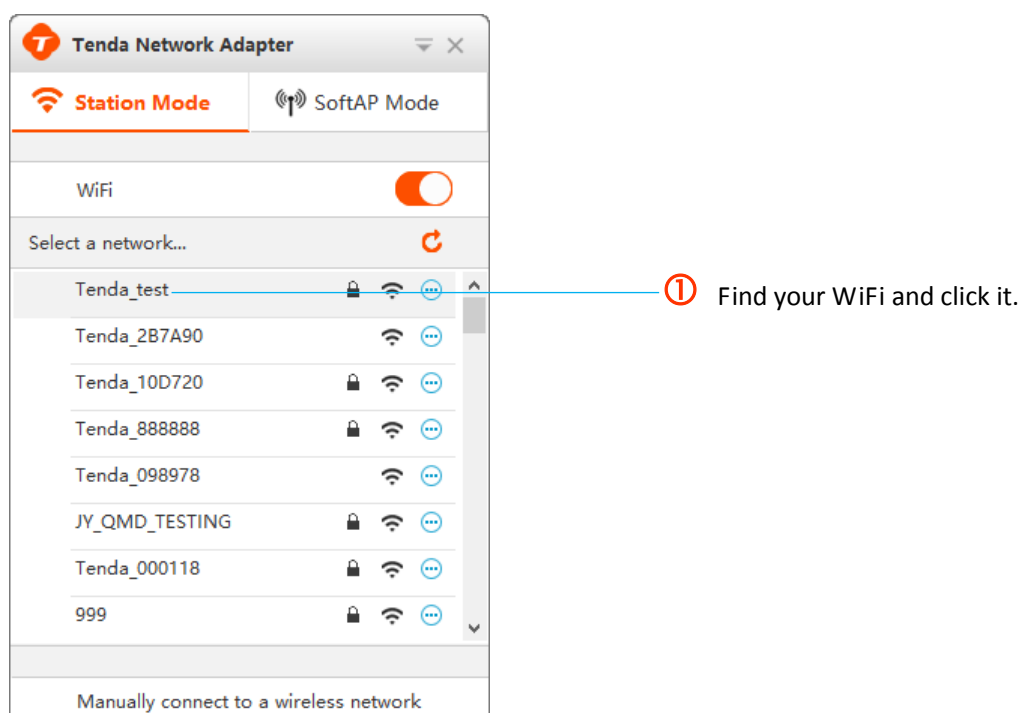 Tenda Network Adapter
Station Mode
SoftAP Mode
WiFi
Select a network...
Tenda_test
① Find your WiFi and click it.
Tenda_2B7A90
Tenda_10D720
Tenda_888888
Tenda_098978
JY_QMD_TESTING
Tenda_000118
999
Manually connect to a wireless network